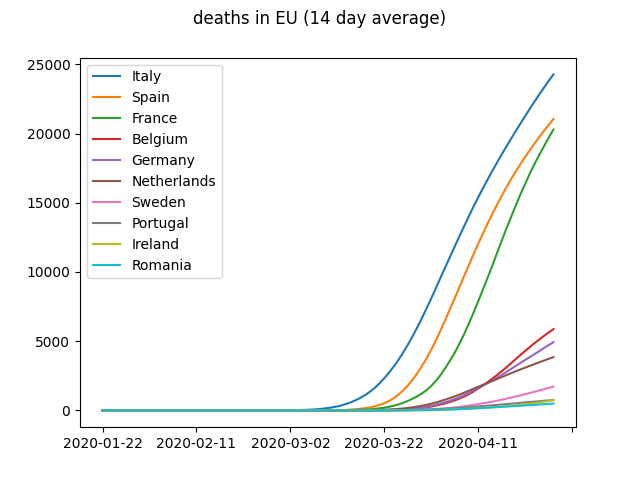 deaths in EU (14 day average)
25000
20000
15000
10000
5000
0
Italy
Spain
France
Belgium
Germany
Netherlands
Sweden
Portugal
Ireland
Romania
2020-01-22 2020-02-11 2020-03-02 2020-03-22 2020-04-11